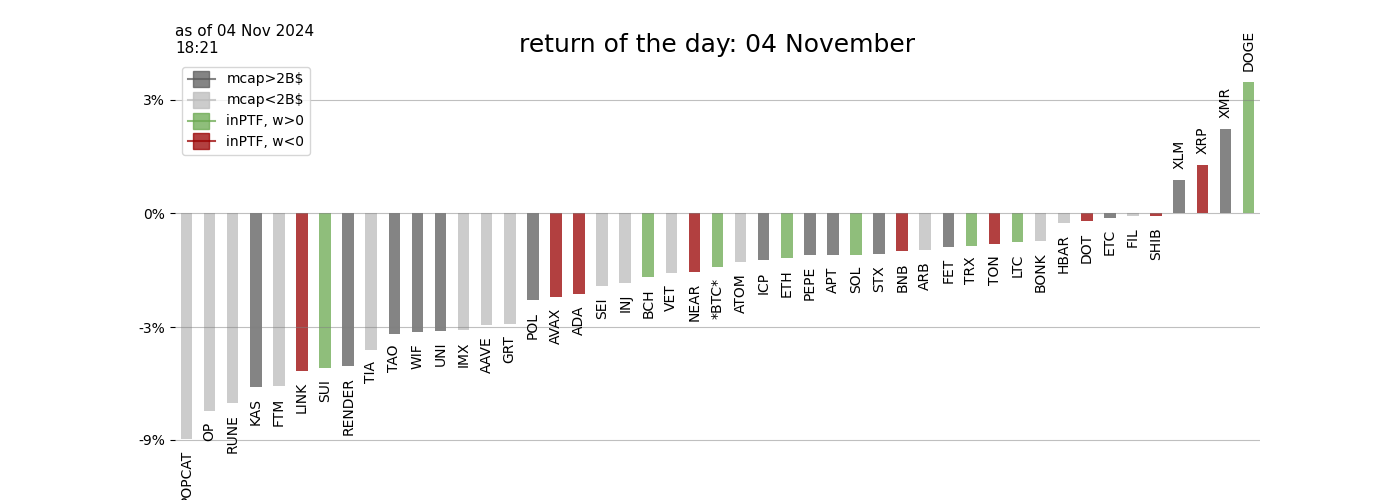 as of 04 Nov 2024
18:21
return of the day: 04 November
mcap>2B$
mcap<2B$
inPTF, w>0
inPTF, w<0
3%
0%
-3%
-9%
POPCAT
OP
RUNE
KAS
FTM
LINK
SUI
RENDER
TIA
TAO
WIF
UNI
IMX
AAVE
GRT
POL
AVAX
ADA
SEI
INJ
BCH
VET
NEAR
*BTC*
ATOM
ICP
ETH
PEPE
APT
SOL
STX
BNB
ARB
FET
TRX
TON
LTC
BONK
HBAR
DOT
ETC
FIL
SHIB
XLM
XRP
XMR
DOGE